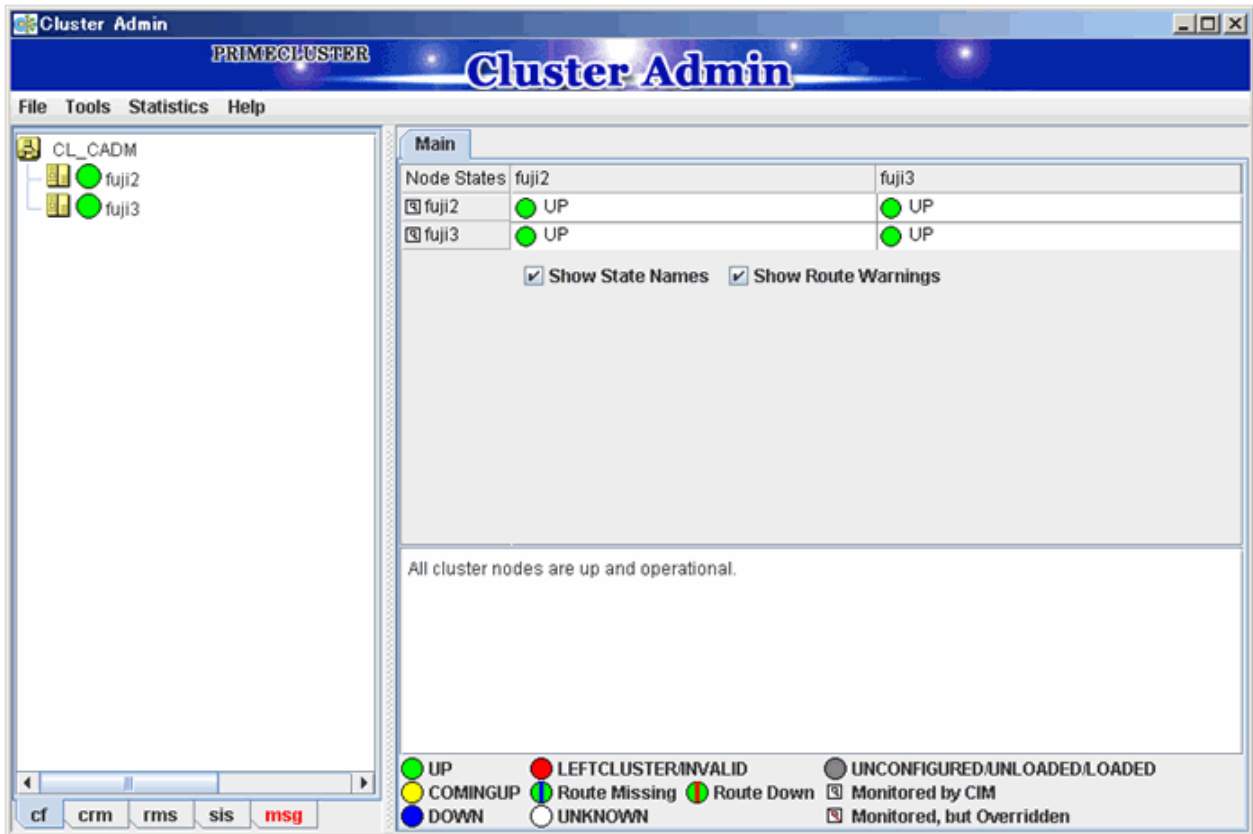 Cluster Admin
PRIMECLUSTER
Cluster Admin
File Tools Statistics Help
CL_CADM
fuji2
fuji3
cf crm rms sis msg
Main
Node States fuji2 fuji3
fuji2 UP UP
fuji3 UP UP
Show State Names Show Route Warnings
All cluster nodes are up and operational.
UP LEFTCLUSTER/INVALID UNCONFIGURED/UNLOADED/LOADED
COMINGUP Route Missing Route Down Monitored by CIM
DOWN UNKNOWN Monitored, but Overridden